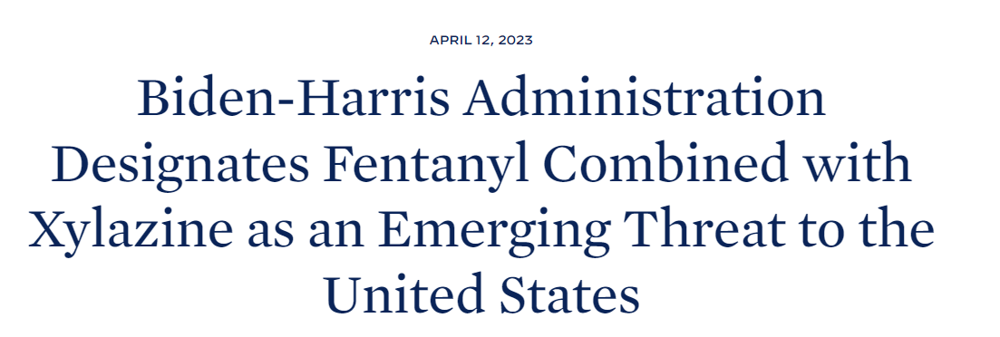 APRIL 12, 2023
Biden-Harris Administration
Designates Fentanyl Combined with
Xylazine as an Emerging Threat to the
United States